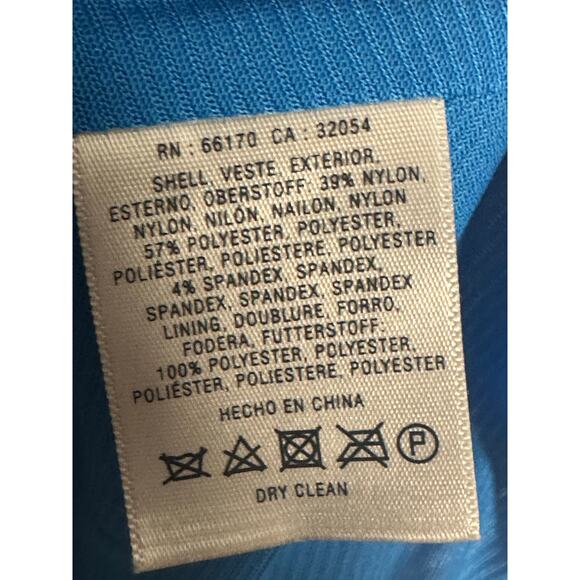 RN : 66170 CA : 32054
SHELL, VESTE, EXTERIOR,
ESTERNO, OBERSTOFF: 39% NYLON,
NYLON, NILÓN, NAILON, NYLON
57% POLYESTER, POLYESTER,
POLIÉSTER, POLIESTERE, POLYESTER
4% SPANDEX, SPANDEX,
SPANDEX, SPANDEX, SPANDEX
LINING, DOUBLURE, FORRO,
FODERA, FUTTERSTOFF:
100% POLYESTER, POLYESTER,
POLIÉSTER, POLIESTERE, POLYESTER
HECHO EN CHINA
P
DRY CLEAN